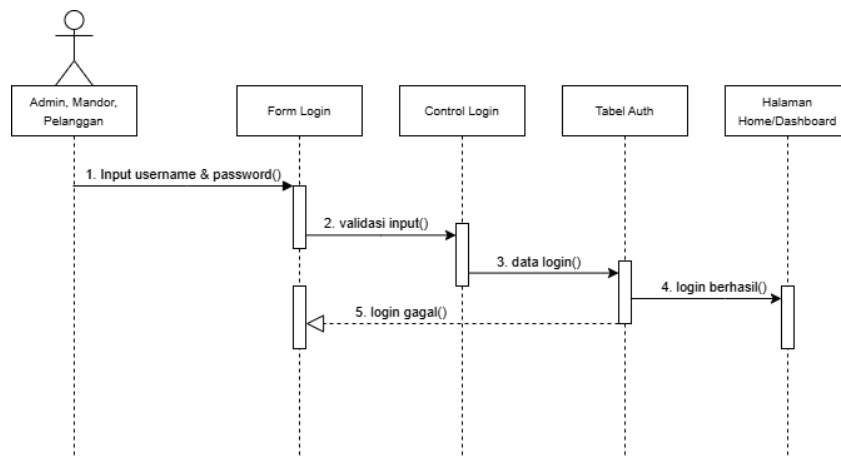 Admin, Mandor,
Pelanggan
Form Login
Control Login
Tabel Auth
Halaman
Home/Dashboard
1. Input username & password()
2. validasi input()
3. data login()
4. login berhasil()
5. login gagal()